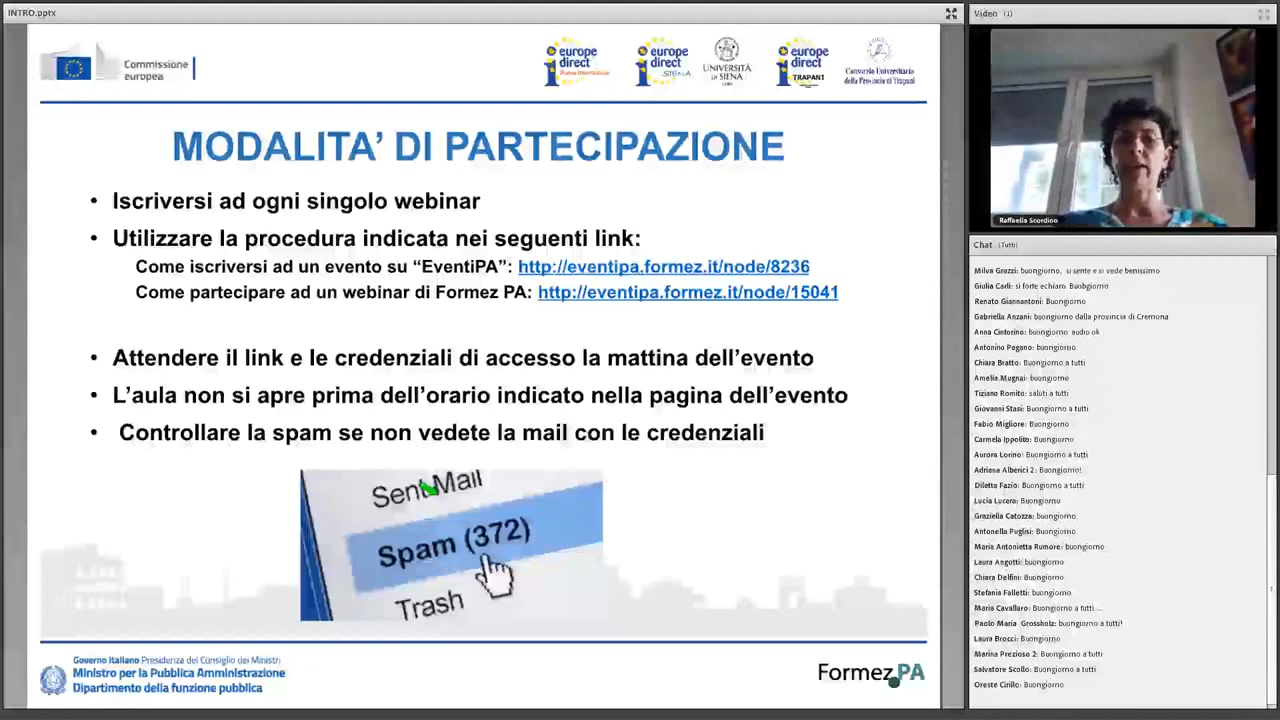 INTRO.pptx
Commissione
europea
europe
direct
europe
direct
SIENA
UNIVERSITÀ
DI SIENA
europe
direct
TRAPANI
Consorzio Universitario
della Provincia di Trapani
MODALITA’ DI PARTECIPAZIONE
• Iscriversi ad ogni singolo webinar
• Utilizzare la procedura indicata nei seguenti link:
Come iscriversi ad un evento su “EventiPA”: http://eventipa.formez.it/node/8236
Come partecipare ad un webinar di Formez PA: http://eventipa.formez.it/node/15041
• Attendere il link e le credenziali di accesso la mattina dell’evento
• L’aula non si apre prima dell’orario indicato nella pagina dell’evento
• Controllare la spam se non vedete la mail con le credenziali
Sent Mail
Spam (372)
Trash
Governo Italiano Presidenza del Consiglio dei Ministri
Ministro per la Pubblica Amministrazione
Dipartimento della funzione pubblica
Formez PA
Video (1)
Raffaella Scordino
Chat (Tutti)
Milva Grazzi: buongiorno, si sente e si vede benissimo
Giulia Carli: si forte echiaro. Buobgiorno
Renato Giannantoni: Buongiorno
Gabriella Anzani: buongiorno dalla provincia di Cremona
Anna Cintorino: buongiorno audio ok
Antonino Pagano: buongiorno
Chiara Bratto: Buongiorno a tutti
Amelia Mugnai: buongiorno
Tiziano Romito: saluti a tutti
Giovanni Stasi: Buongiorno a tutti
Fabio Migliore: Buongiorno
Carmela Ippolito: Buongiorno
Aurora Lorino: Buongiorno a tutti
Adriana Alberici 2: Buongiorno!
Diletta Fazio: Buongiorno a tutti
Lucia Lucera: Buongiorno
Graziella Catozza: buongiorno
Antonella Puglisi: Buongiorno
Maria Antonietta Rumore: buongiorno
Laura Angotti: buongiorno
Chiara Delfini: Buongiorno
Stefania Falletti: buongiorno
Maria Cavallaro: Buongiorno a tutti ...
Paolo Maria Grossholz: buongiorno a tutti!
Laura Brocci: Buongiorno
Marina Prezioso 2: Buongiorno a tutti
Salvatore Scollo: Buongiorno a tutti
Oreste Cirillo: Buongiorno